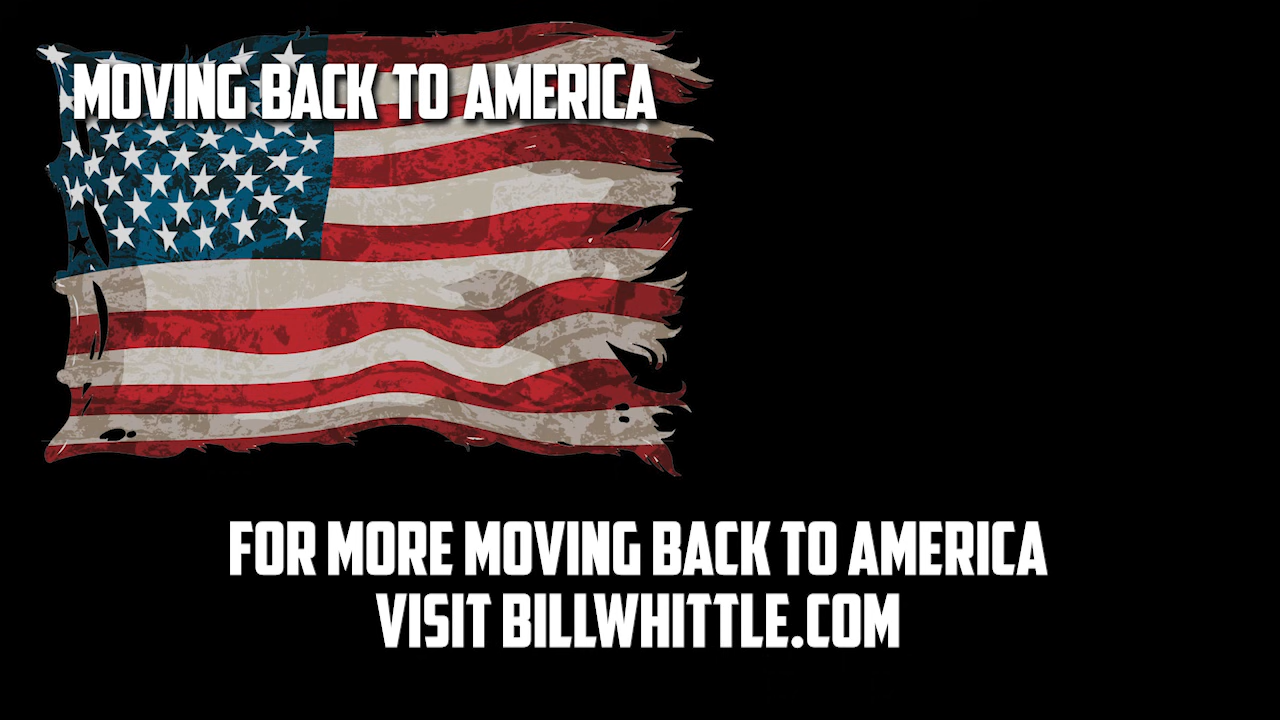 MOVING BACK TO AMERICA
FOR MORE MOVING BACK TO AMERICA
VISIT BILLWHITTLE.COM